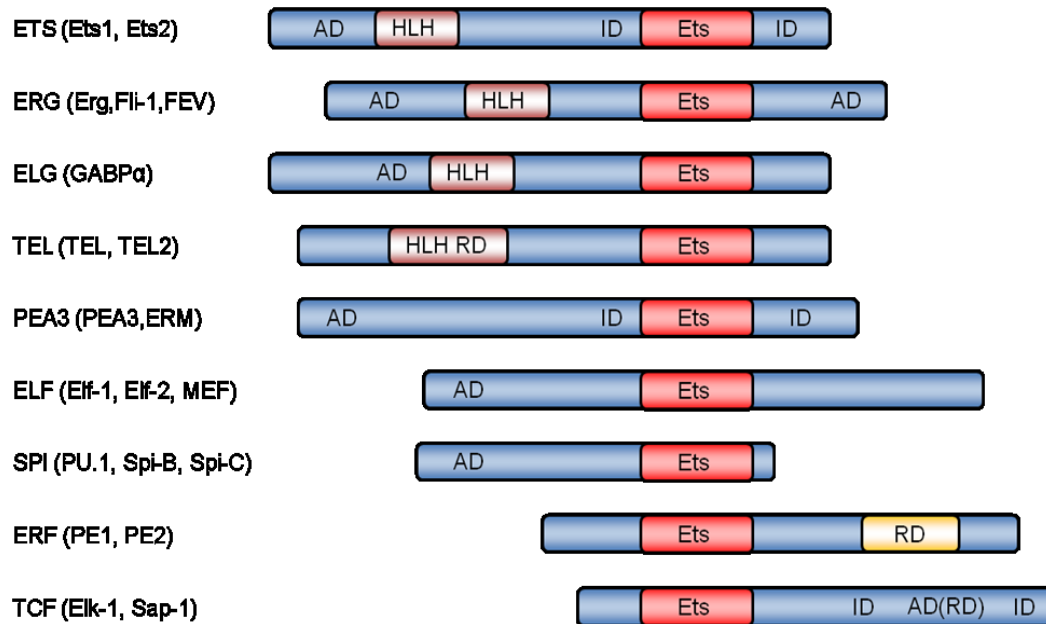 ETS (Ets1, Ets2) AD HLH ID Ets ID
ERG (Erg,Fli-1,FEV) AD HLH Ets AD
ELG (GABPα) AD HLH Ets
TEL (TEL, TEL2) HLH RD Ets
PEA3 (PEA3,ERM) AD ID Ets ID
ELF (Elf-1, Elf-2, MEF) AD Ets
SPI (PU.1, Spi-B, Spi-C) AD Ets
ERF (PE1, PE2) Ets RD
TCF (Elk-1, Sap-1) Ets ID AD(RD) ID